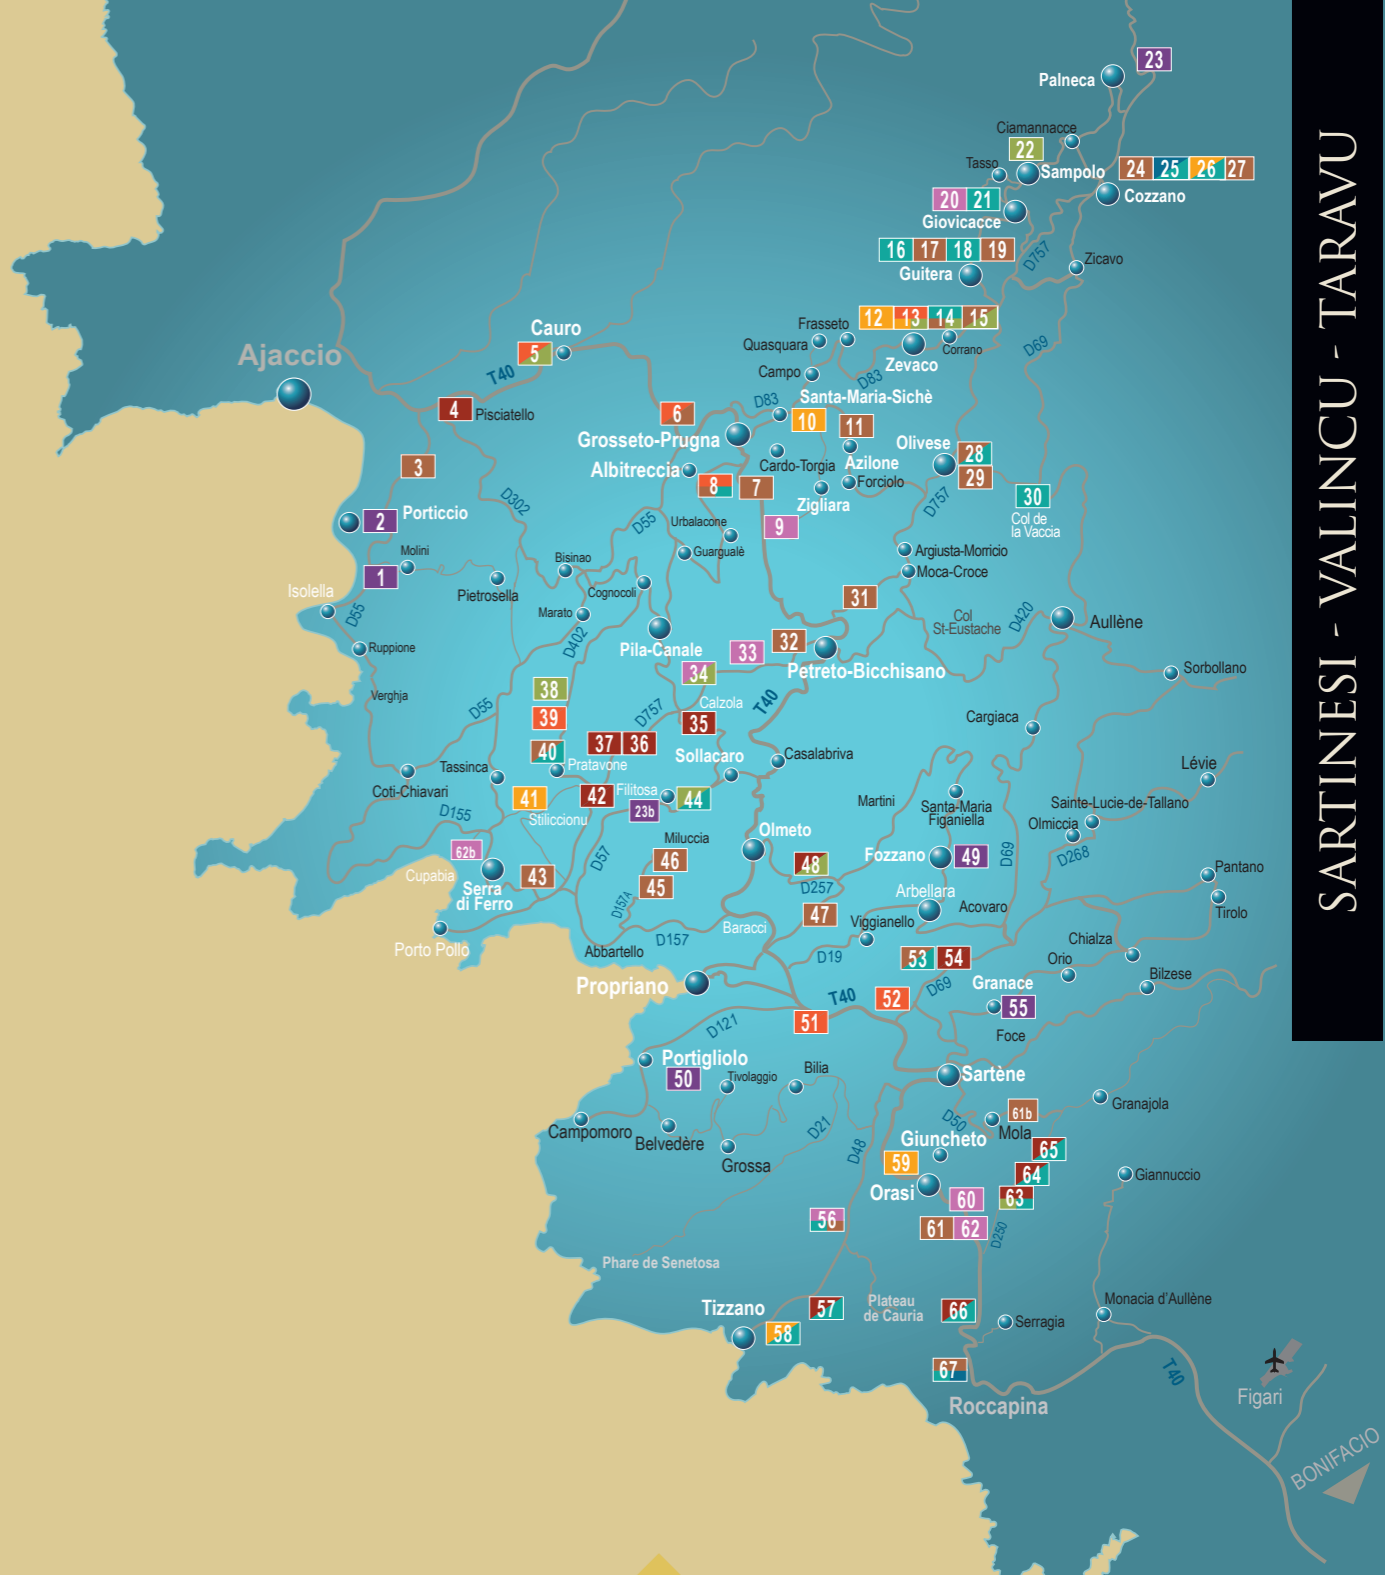 SARTINESI - VALINCU - TARAVU
23
Palneca
Ciamannacce
22
Tasso
Sampolo
24 25 26 27
Cozzano
20 21
Giovicacce
16 17 18 19
Guitera
D757
Zicavo
12 13 14 15
Frasseto
Quasquara
Corrano
Zevaco
D69
Cauro
5
T40
Ajaccio
Campo
D83
4
Pisciatello
Santa-Maria-Sichè
D83
6
10
11
Grosseto-Prugna
Olivese
28
Albitreccia
Cardo-Torgia
Azilone
3
8
7
29
Forciolo
Zigliara
D757
30
Col de
la Vaccia
2
Porticcio
D302
D55
Urbalacone
9
Molini
Bisinao
Guargualè
Argiusta-Morricio
1
Moca-Croce
Pietrosella
Cognocoli
Isolella
31
D55
Marato
Col
St-Eustache
D420
Aullène
Pila-Canale
D402
32
Ruppione
33
Petreto-Bicchisano
34
Sorbollano
38
Verghja
Calzola
T40
D55
39
D757
35
Cargiaca
37 36
40
Sollacaro
Casalabriva
Tassinca
Pratavone
Lévie
Coti-Chiavari
Filitosa
41
42
23b
44
Martini
Santa-Maria
Figaniella
Sainte-Lucie-de-Tallano
D155
Stiliccionu
Olmiccia
Olmeto
Miluccia
62b
D57
46
48
Fozzano
49
D69
D268
Cupabia
43
Pantano
Serra
di Ferro
45
D257
Arbellara
D157A
47
Acovaro
Tirolo
Viggianello
Baracci
Porto Pollo
Abbartello
D157
D19
Chialza
53 54
Orio
Propriano
Granace
Bilzese
D69
T40
52
55
D121
51
Foce
Portigliolo
50
Tivolaggio
Bilia
Sartène
Granajola
61b
Campomoro
D21
D50
Mola
Belvedère
Giuncheto
65
D48
Grossa
59
64
Giannuccio
Orasi
60
63
56
61 62
D250
Phare de Senetosa
Plateau
de Cauria
Tizzano
57
66
Monacia d'Aullène
58
Serragia
67
T40
Roccapina
Figari
BONIFACIO